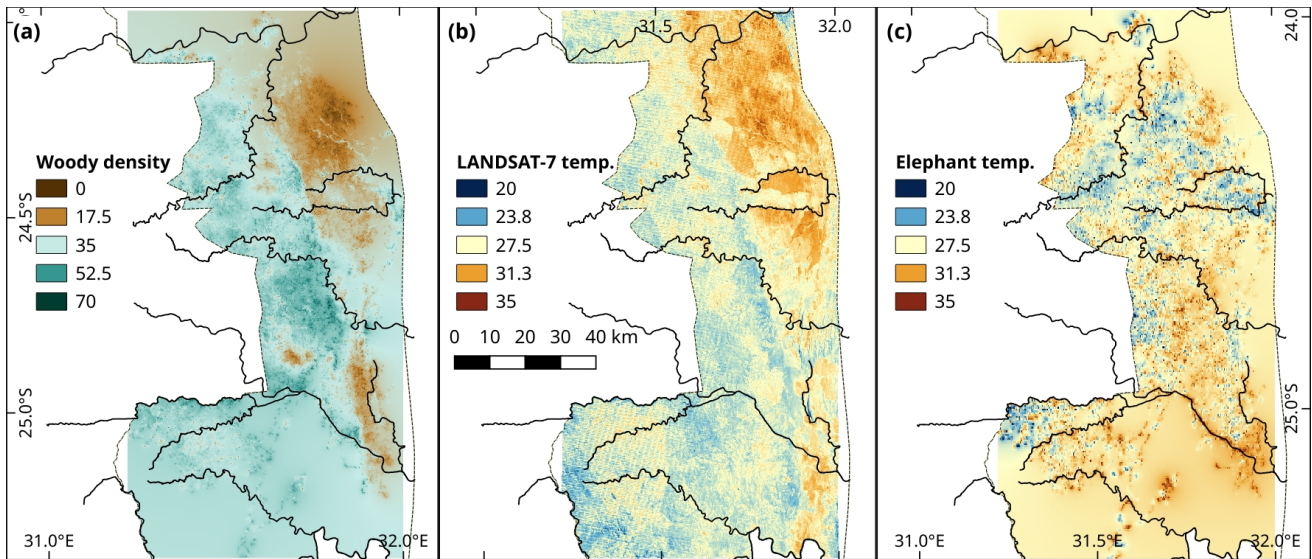 (a)
Woody density
0
17.5
35
52.5
70
24.5°S
25.0°S
31.0°E
32.0°E
(b)
31.5
32.0
LANDSAT-7 temp.
20
23.8
27.5
31.3
35
0 10 20 30 40 km
(c)
24.0
Elephant temp.
20
23.8
27.5
31.3
35
25.0°S
31.0°E
31.5°E
32.0°E